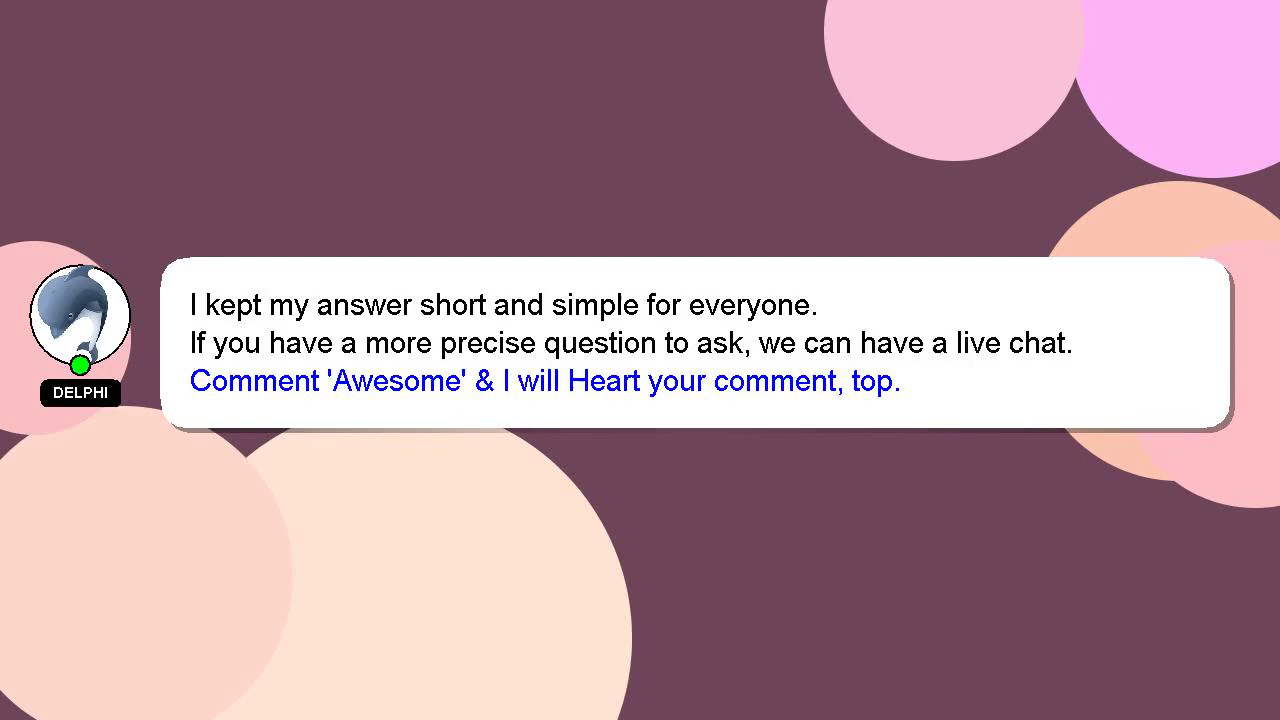 I kept my answer short and simple for everyone.
If you have a more precise question to ask, we can have a live chat.
Comment 'Awesome' & I will Heart your comment, top.
DELPHI